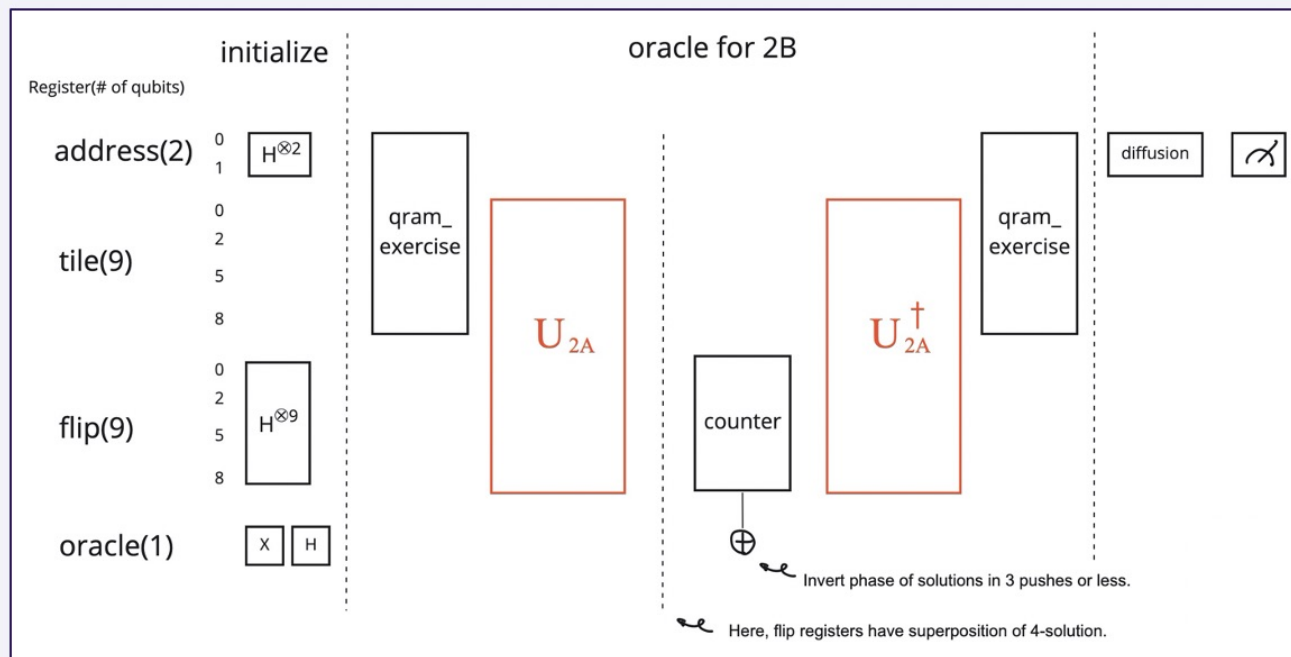 initialize
oracle for 2B
Register(# of qubits)
address(2)
0
1
H⊗2
diffusion
tile(9)
0
2
5
8
qram_
exercise
U2A
U†2A
qram_
exercise
flip(9)
0
2
5
8
H⊗9
counter
oracle(1)
X
H
Invert phase of solutions in 3 pushes or less.
Here, flip registers have superposition of 4-solution.